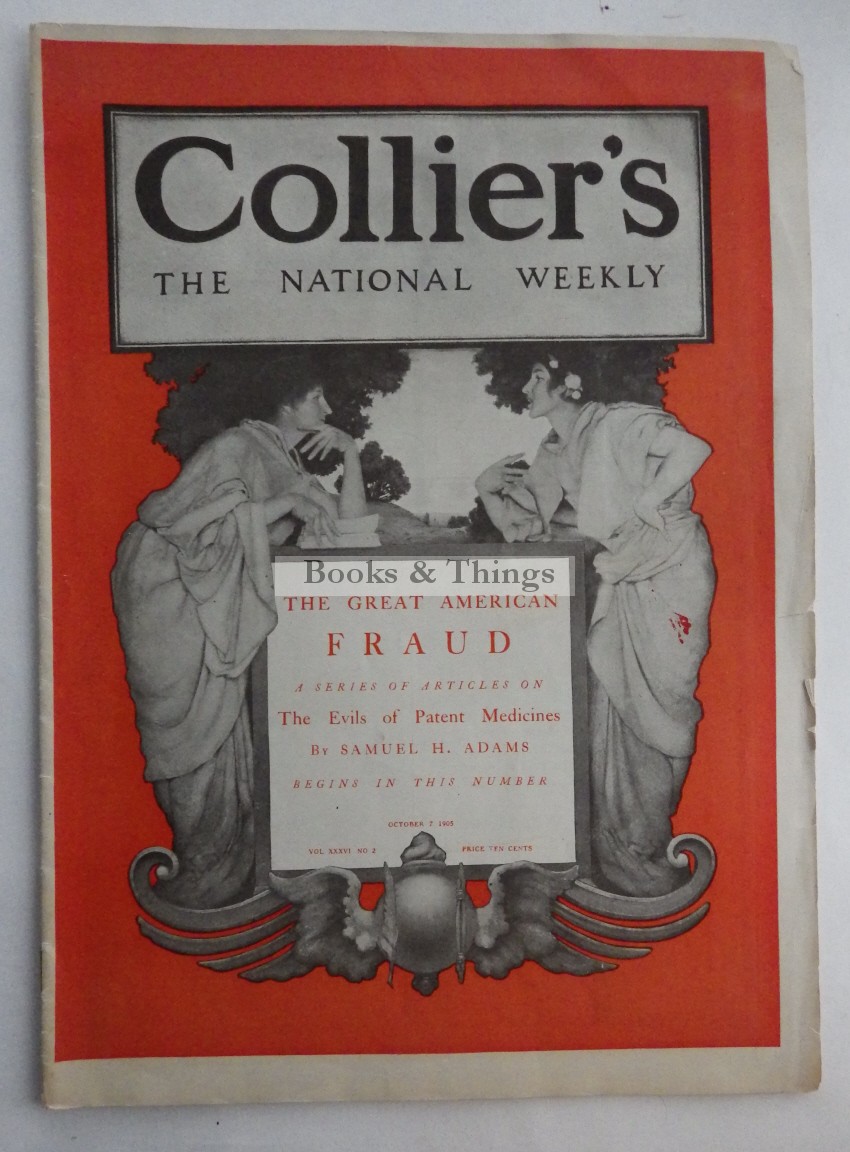 Collier's
THE NATIONAL WEEKLY
Books & Things
THE GREAT AMERICAN
FRAUD
A SERIES OF ARTICLES ON
The Evils of Patent Medicines
BY SAMUEL H. ADAMS
BEGINS IN THIS NUMBER
OCTOBER 7 1905
VOL XXXVI NO 2 PRICE TEN CENTS